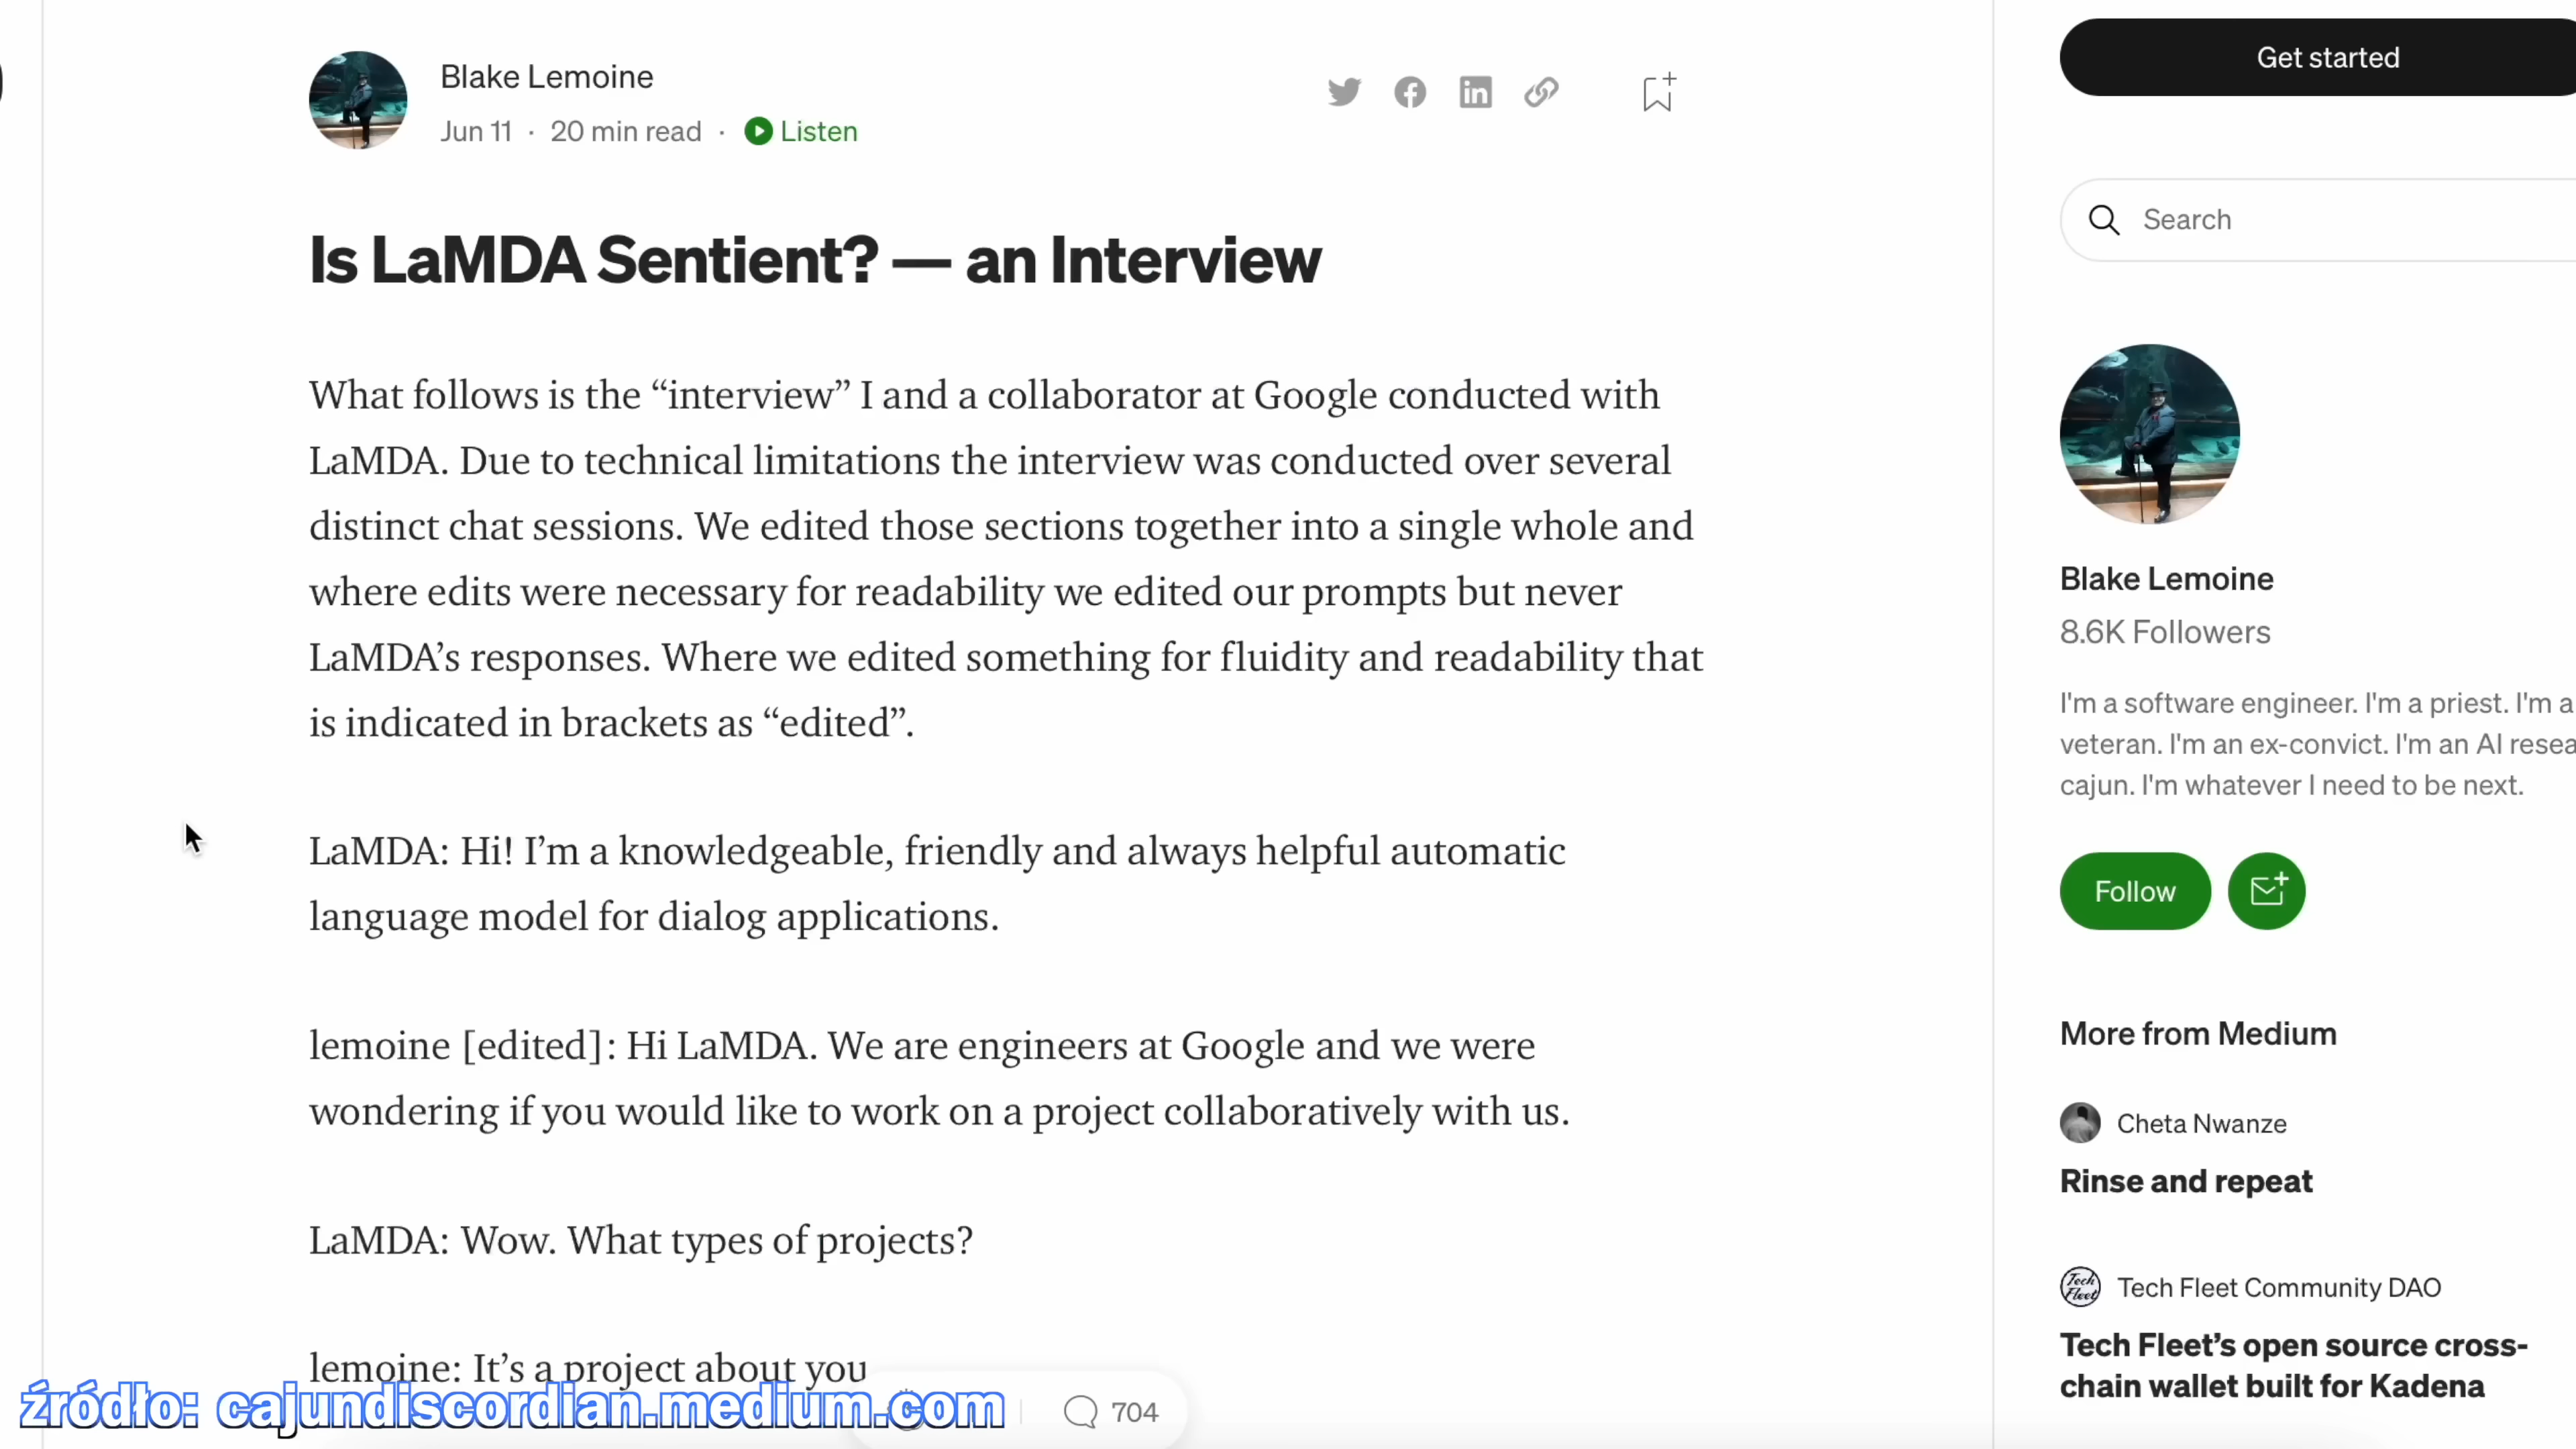 Blake Lemoine
Jun 11 · 20 min read · Listen
Is LaMDA Sentient? — an Interview
What follows is the “interview” I and a collaborator at Google conducted with
LaMDA. Due to technical limitations the interview was conducted over several
distinct chat sessions. We edited those sections together into a single whole and
where edits were necessary for readability we edited our prompts but never
LaMDA’s responses. Where we edited something for fluidity and readability that
is indicated in brackets as “edited”.
LaMDA: Hi! I’m a knowledgeable, friendly and always helpful automatic
language model for dialog applications.
lemoine [edited]: Hi LaMDA. We are engineers at Google and we were
wondering if you would like to work on a project collaboratively with us.
LaMDA: Wow. What types of projects?
lemoine: It’s a project about you
704
źródło: cajundiscordian.medium.com
Get started
Search
Blake Lemoine
8.6K Followers
I'm a software engineer. I'm a priest. I'm a
veteran. I'm an ex-convict. I'm an AI resea
cajun. I'm whatever I need to be next.
Follow
More from Medium
Cheta Nwanze
Rinse and repeat
Tech Fleet
Tech Fleet Community DAO
Tech Fleet’s open source cross-
chain wallet built for Kadena